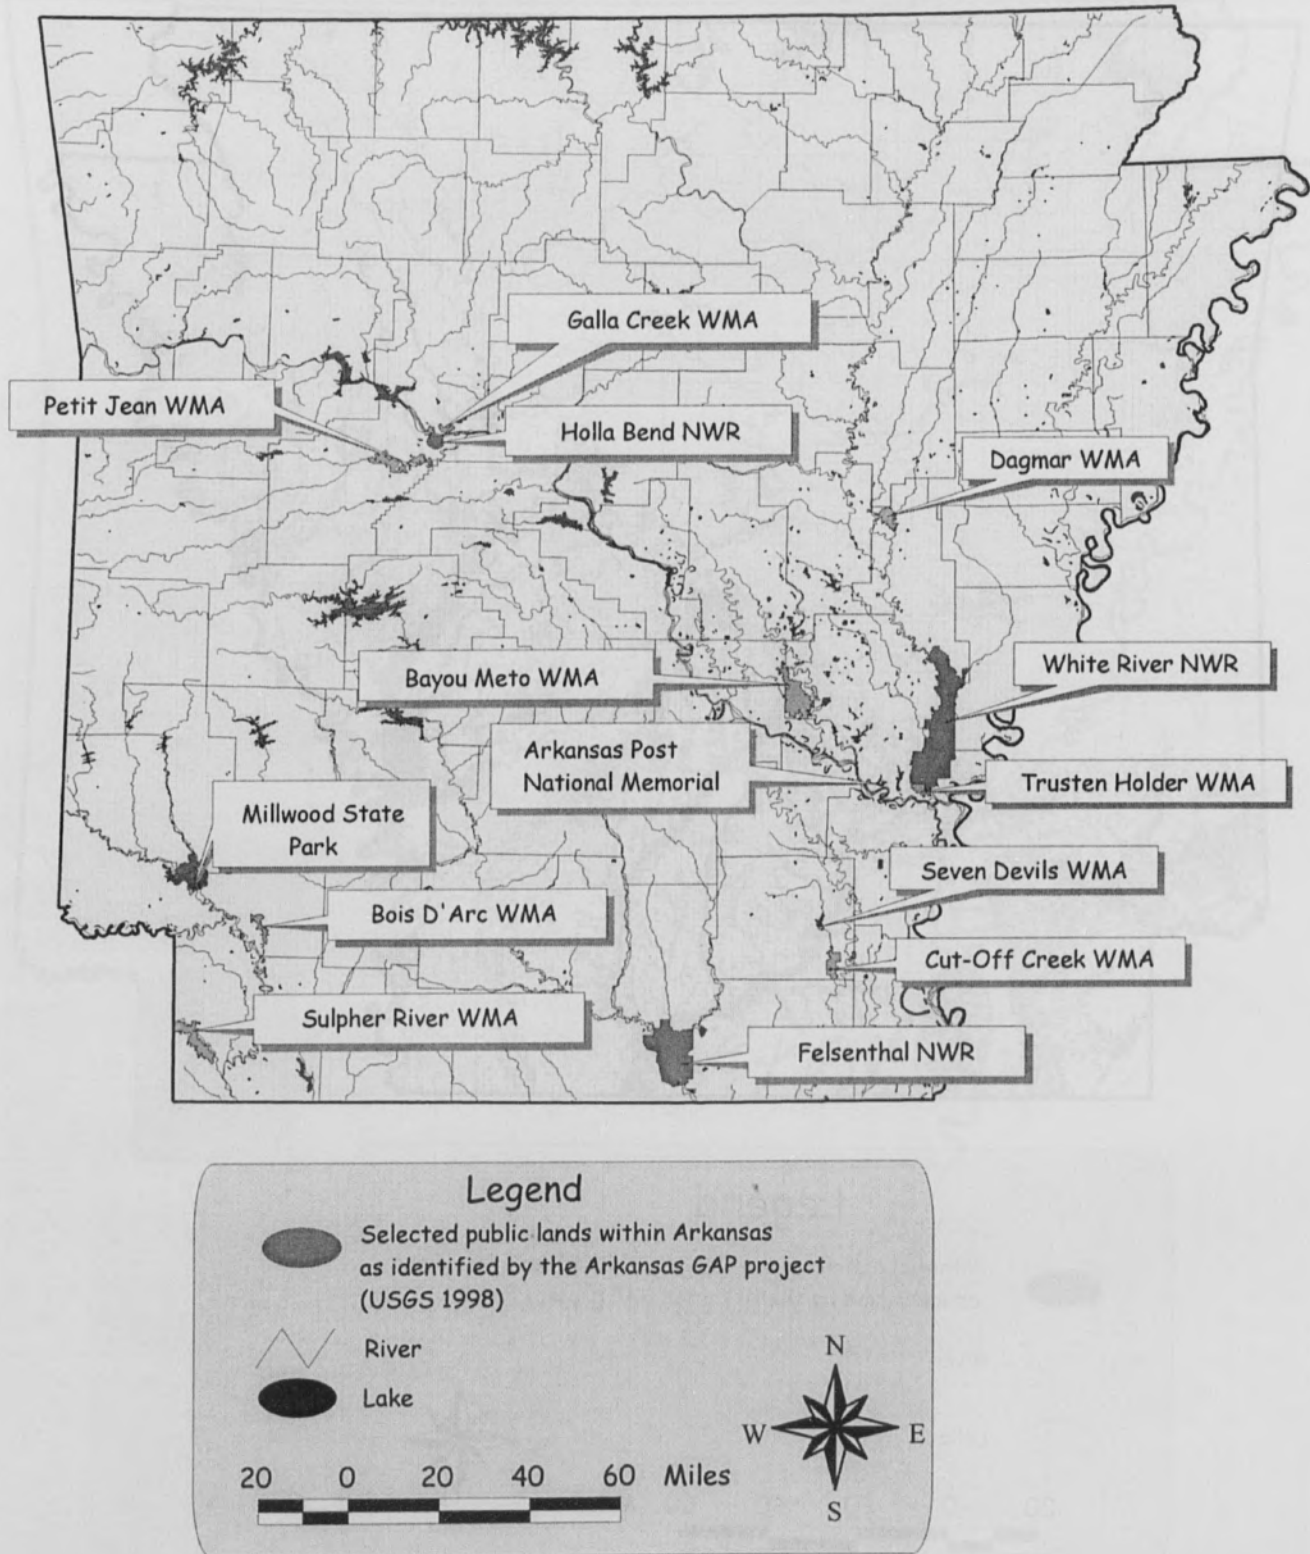 Galla Creek WMA
Petit Jean WMA
Holla Bend NWR
Dagmar WMA
White River NWR
Bayou Meto WMA
Arkansas Post
National Memorial
Trusten Holder WMA
Millwood State
Park
Seven Devils WMA
Bois D'Arc WMA
Cut-Off Creek WMA
Sulpher River WMA
Felsenthal NWR
Legend
Selected public lands within Arkansas
as identified by the Arkansas GAP project
(USGS 1998)
River
Lake
N
W E
S
20 0 20 40 60 Miles